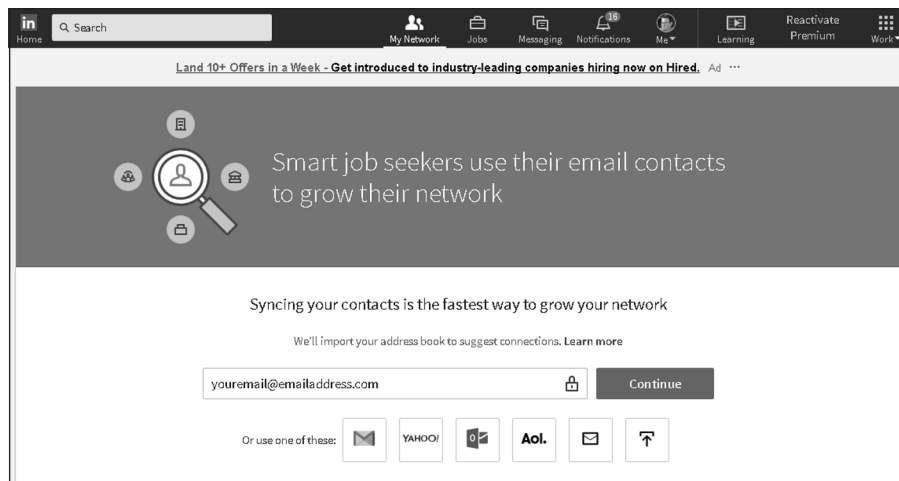 in
Search
16
Home
My Network
Jobs
Messaging
Notifications
Me
Learning
Reactivate
Premium
Work
Land 10+ Offers in a Week - Get introduced to industry-leading companies hiring now on Hired. Ad ···
Smart job seekers use their email contacts
to grow their network
Syncing your contacts is the fastest way to grow your network
We'll import your address book to suggest connections. Learn more
youremail@emailaddress.com
Continue
Or use one of these: M YAHOO! o Aol.